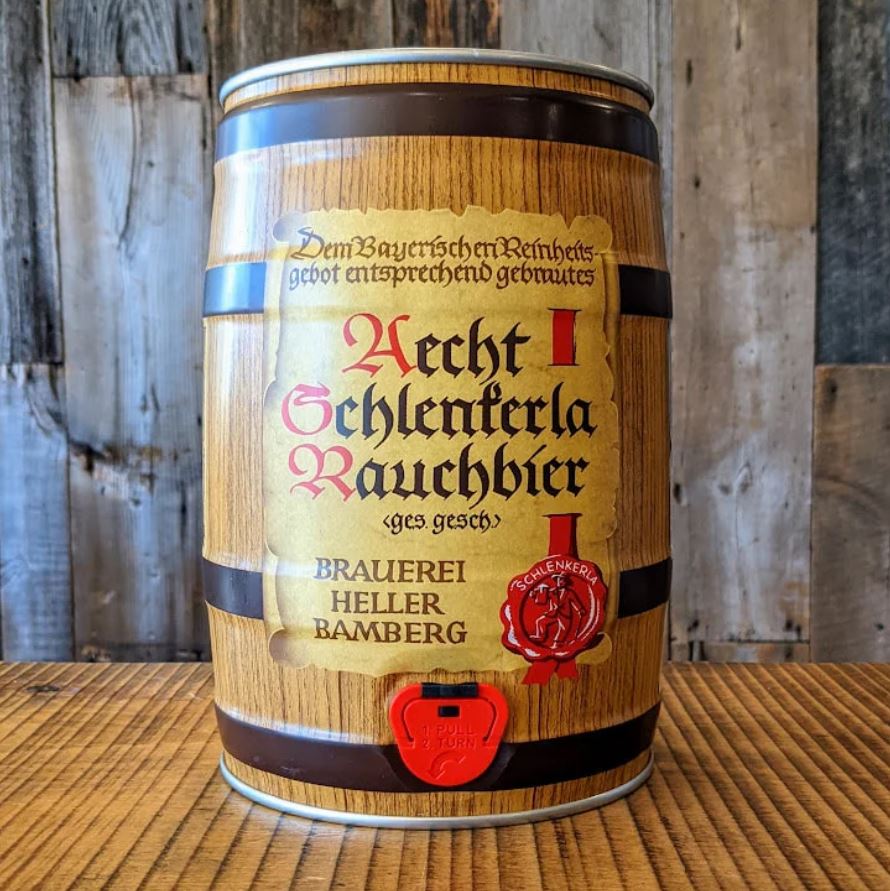 Dem Bayerischen Reinheits-
gebot entsprechend gebrautes
Aecht
Schlenkerla
Rauchbier
<ges. gesch.>
BRAUEREI
HELLER
BAMBERG
SCHLENKERLA
1. PULL
2. TURN